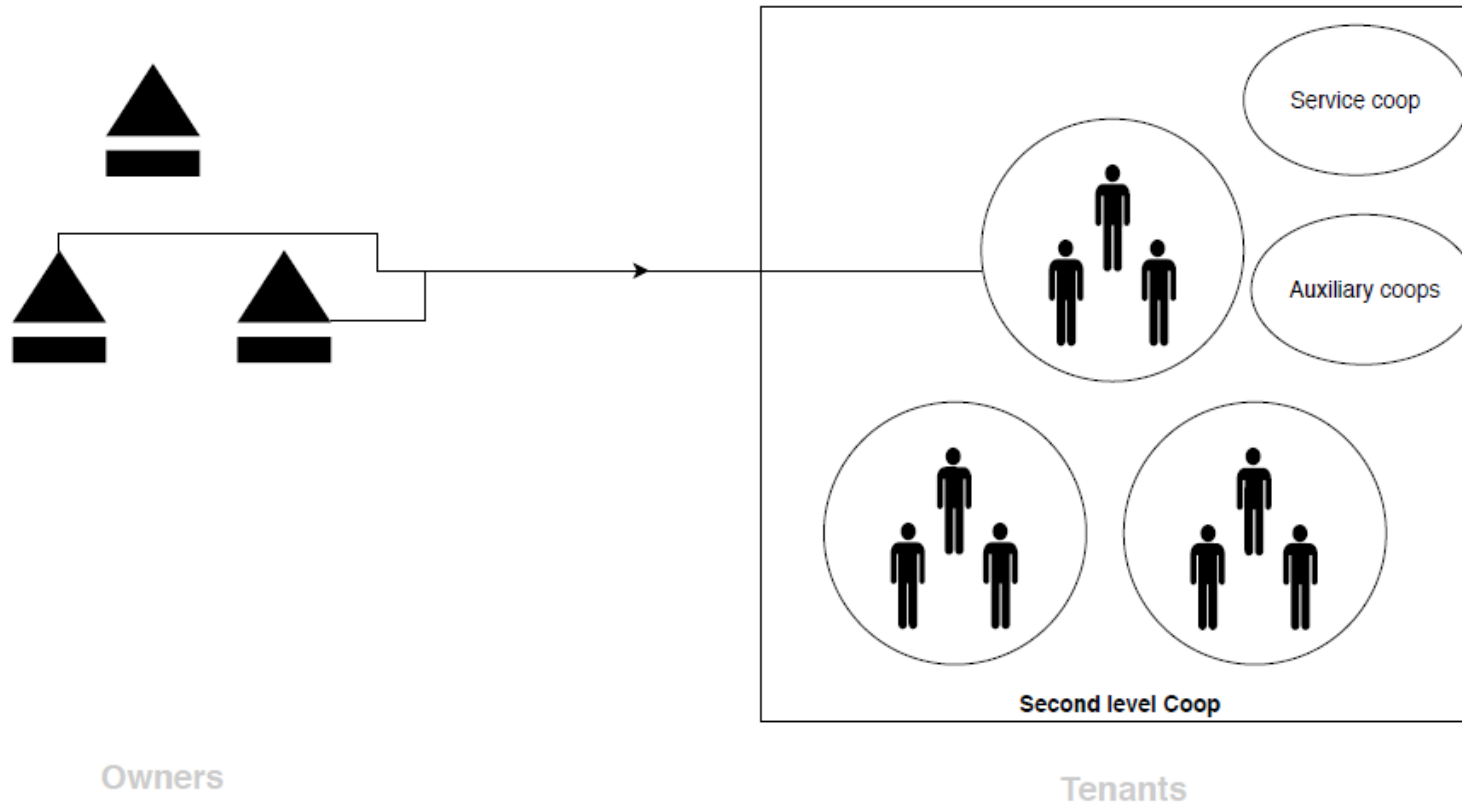 Service coop
Auxiliary coops
Second level Coop
Owners
Tenants